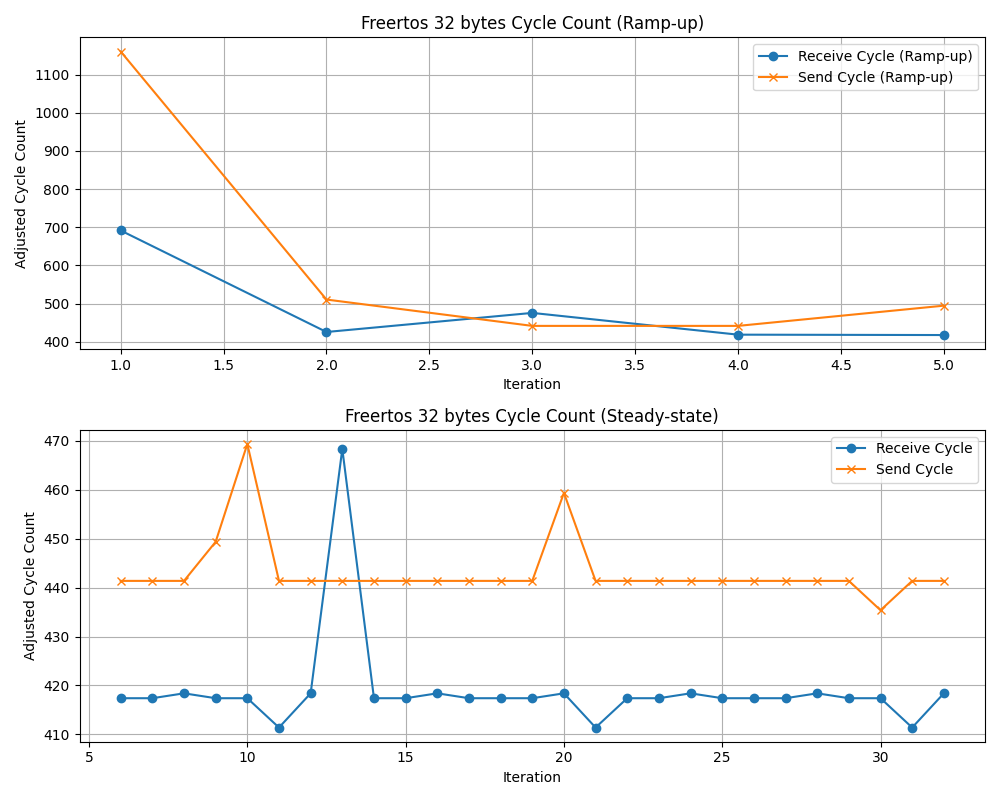 Freertos 32 bytes Cycle Count (Ramp-up)
Adjusted Cycle Count
1100
1000
900
800
700
600
500
400
Receive Cycle (Ramp-up)
Send Cycle (Ramp-up)
1.0 1.5 2.0 2.5 3.0 3.5 4.0 4.5 5.0
Iteration
Freertos 32 bytes Cycle Count (Steady-state)
Adjusted Cycle Count
470
460
450
440
430
420
410
Receive Cycle
Send Cycle
5 10 15 20 25 30
Iteration